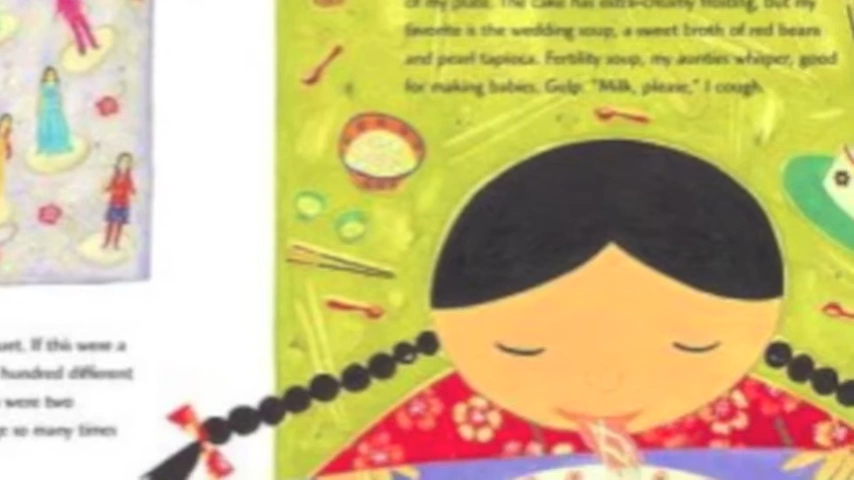 uet. If this were a
hundred different
were two
so many times
of my plate. The cake has extra-creamy frosting, but my
favorite is the wedding soup, a sweet broth of red beans
and pearl tapioca. Fertility soup, my aunties whisper, good
for making babies. Gulp. "Milk, please," I cough.